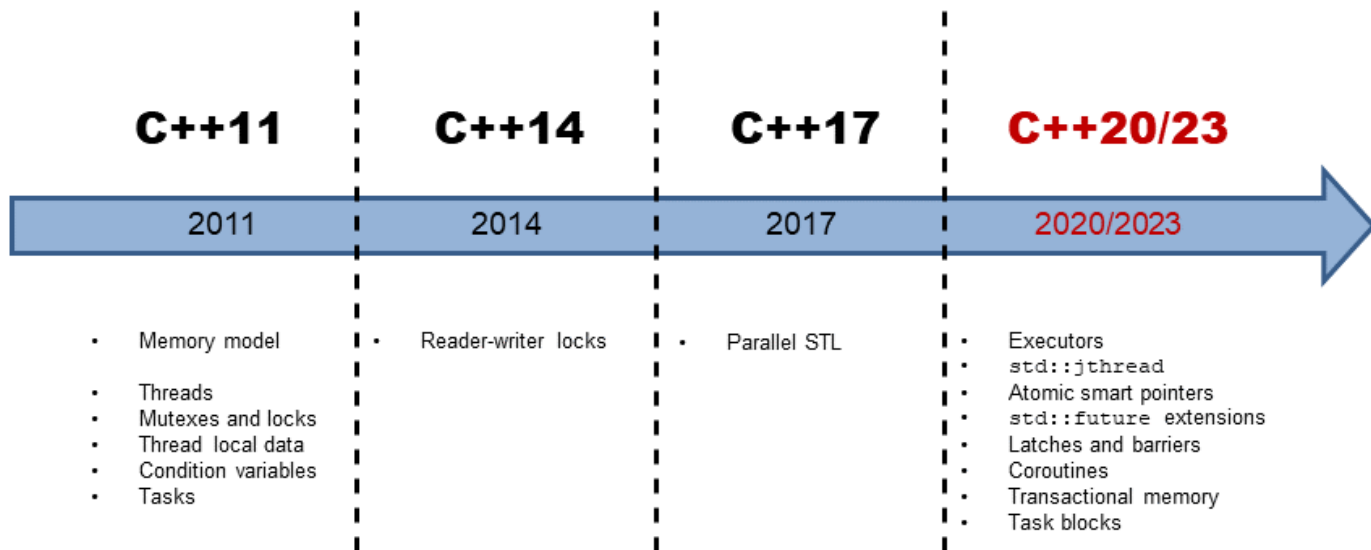 C++11
C++14
C++17
C++20/23
2011
2014
2017
2020/2023
• Memory model
• Threads
• Mutexes and locks
• Thread local data
• Condition variables
• Tasks
• Reader-writer locks
• Parallel STL
• Executors
• std::jthread
• Atomic smart pointers
• std::future extensions
• Latches and barriers
• Coroutines
• Transactional memory
• Task blocks